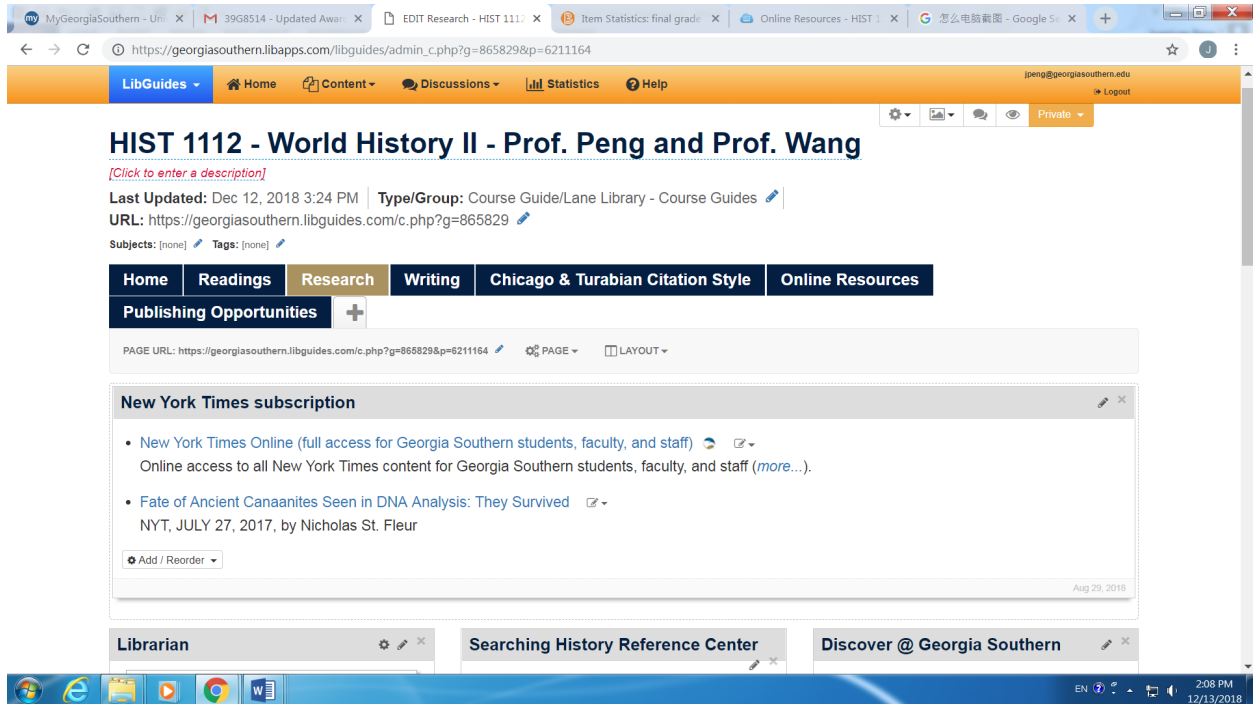 MyGeorgiaSouthern - Uni
39G8514 - Updated Awar
EDIT Research - HIST 1112
Item Statistics: final grade
Online Resources - HIST 1
怎么电脑截图 - Google Se
https://georgiasouthern.libapps.com/libguides/admin_c.php?g=865829&p=6211164
J
jpeng@georgiasouthern.edu
Logout
LibGuides Home Content Discussions Statistics Help
Private
HIST 1112 - World History II - Prof. Peng and Prof. Wang
[Click to enter a description]
Last Updated: Dec 12, 2018 3:24 PM Type/Group: Course Guide/Lane Library - Course Guides
URL: https://georgiasouthern.libguides.com/c.php?g=865829
Subjects: [none] Tags: [none]
Home Readings Research Writing Chicago & Turabian Citation Style Online Resources
Publishing Opportunities
PAGE URL: https://georgiasouthern.libguides.com/c.php?g=865829&p=6211164 PAGE LAYOUT
New York Times subscription
• New York Times Online (full access for Georgia Southern students, faculty, and staff)
Online access to all New York Times content for Georgia Southern students, faculty, and staff (more...).
• Fate of Ancient Canaanites Seen in DNA Analysis: They Survived
NYT, JULY 27, 2017, by Nicholas St. Fleur
Add / Reorder
Aug 29, 2018
Librarian
Searching History Reference Center
Discover @ Georgia Southern
EN
2:08 PM
12/13/2018